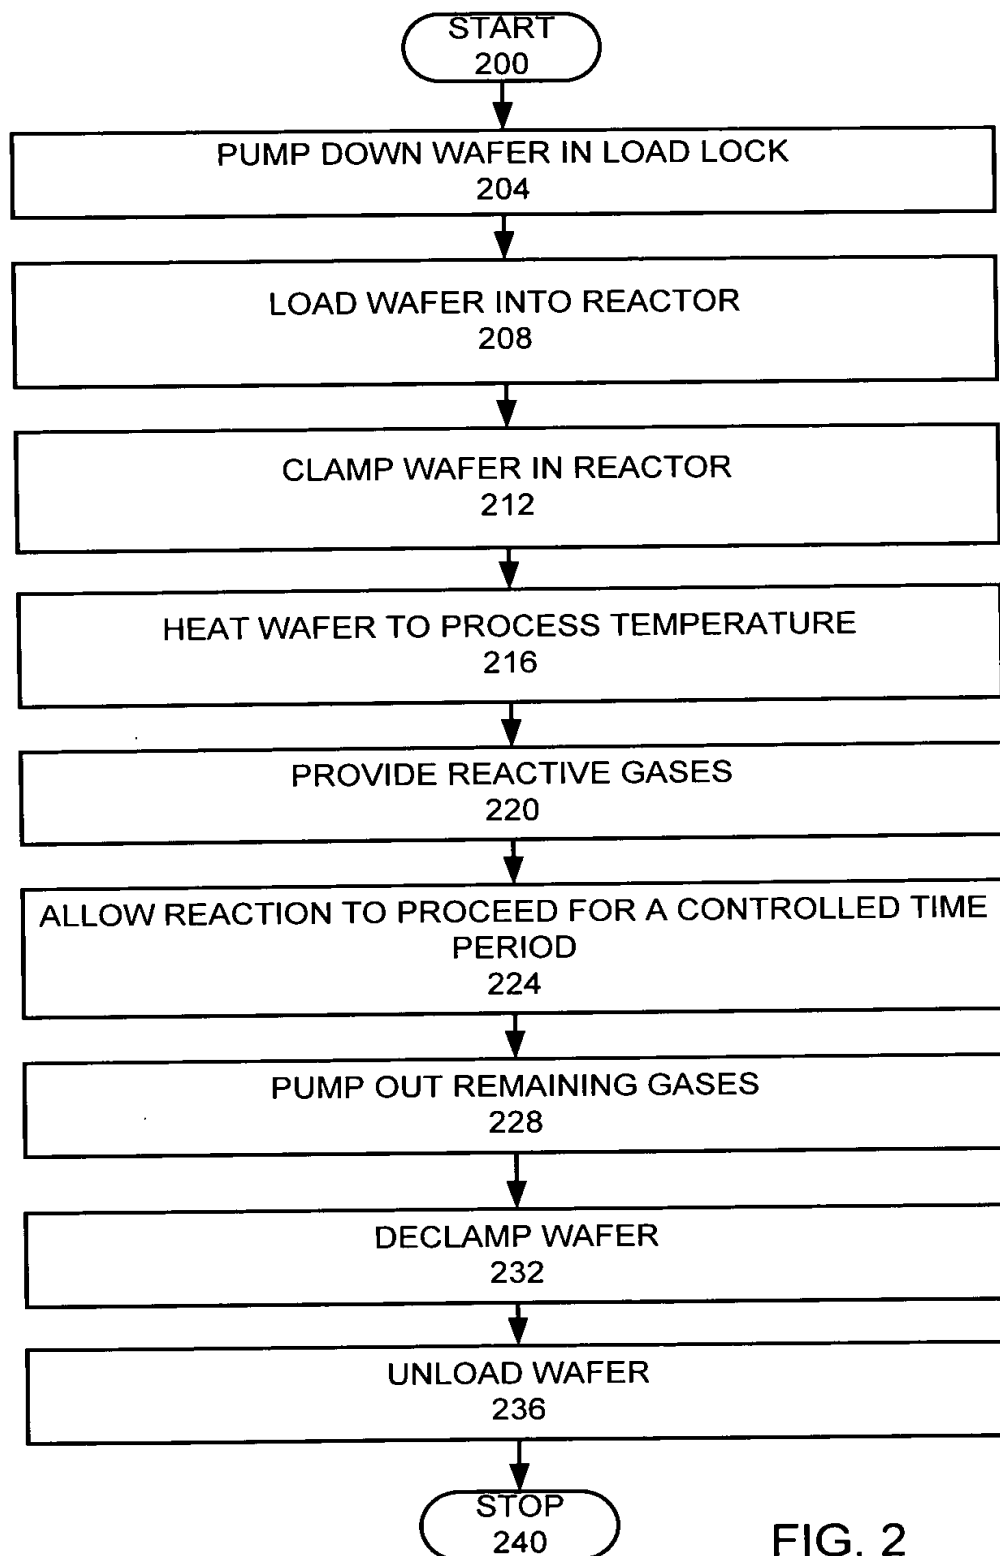 START
200
PUMP DOWN WAFER IN LOAD LOCK
204
LOAD WAFER INTO REACTOR
208
CLAMP WAFER IN REACTOR
212
HEAT WAFER TO PROCESS TEMPERATURE
216
PROVIDE REACTIVE GASES
220
ALLOW REACTION TO PROCEED FOR A CONTROLLED TIME
PERIOD
224
PUMP OUT REMAINING GASES
228
DECLAMP WAFER
232
UNLOAD WAFER
236
STOP
240
FIG. 2